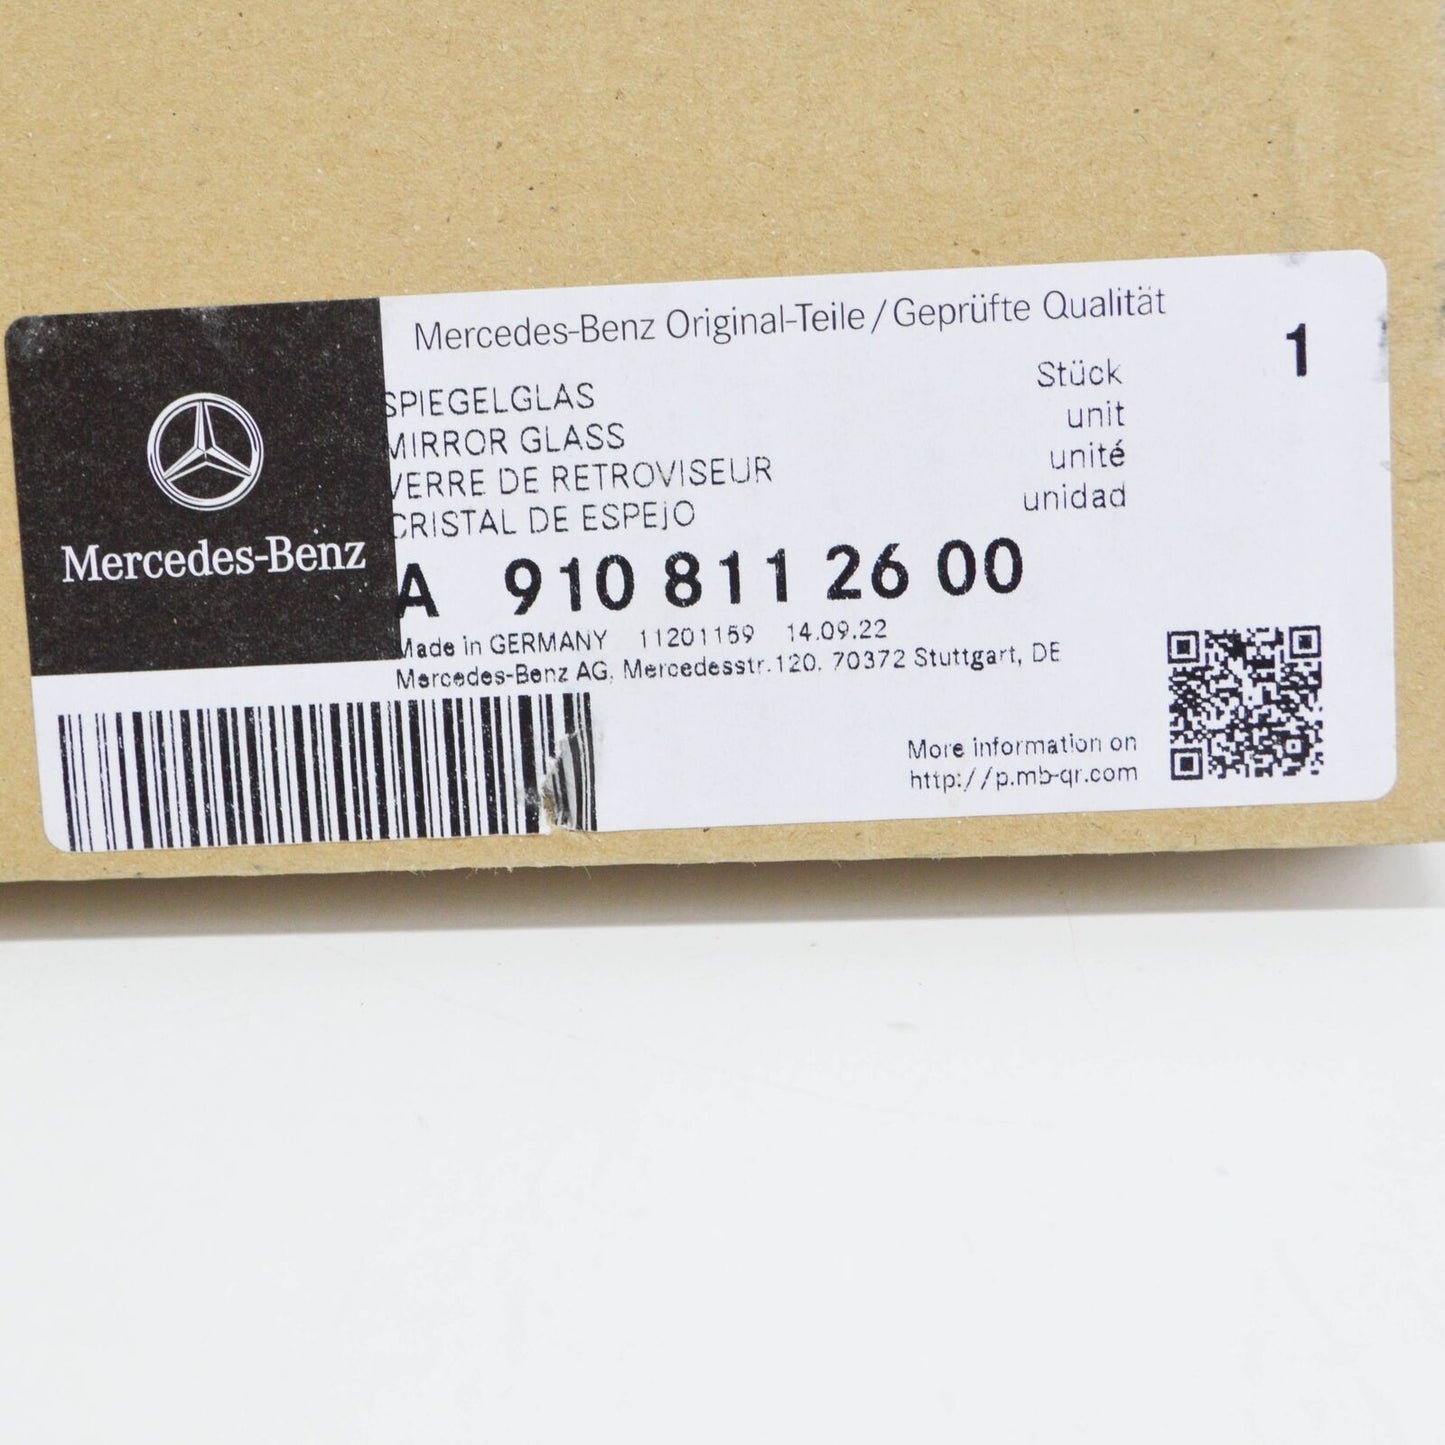 Mercedes-Benz Original-Teile/Geprüfte Qualität
1
SPIEGELGLAS
MIRROR GLASS
VERRE DE RETROVISEUR
CRISTAL DE ESPEJO
Stück
unit
unité
unidad
Mercedes-Benz
A 910 811 26 00
Made in GERMANY 11201159 14.09.22
Mercedes-Benz AG, Mercedesstr.120, 70372 Stuttgart, DE
More information on
http://p.mb-qr.com